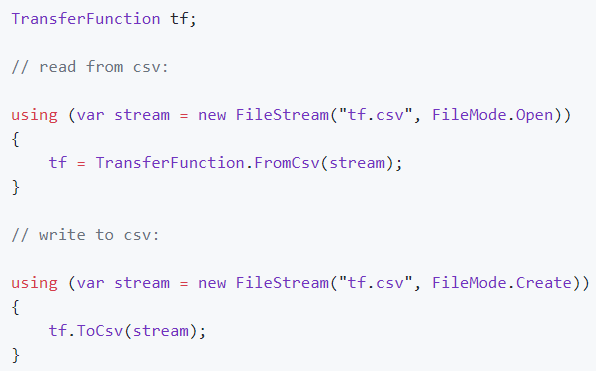 TransferFunction tf;
// read from csv:
using (var stream = new FileStream("tf.csv", FileMode.Open))
{
    tf = TransferFunction.FromCsv(stream);
}
// write to csv:
using (var stream = new FileStream("tf.csv", FileMode.Create))
{
    tf.ToCsv(stream);
}